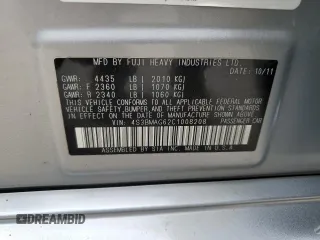 MFD BY FUJI HEAVY INDUSTRIES LTD.
DATE: 10/11
GVWR: 4435 LB ( 2010 KG)
GAWR: F 2360 LB ( 1070 KG)
GAWR: R 2340 LB ( 1060 KG)
THIS VEHICLE CONFORMS TO ALL APPLICABLE FEDERAL MOTOR
VEHICLE SAFETY, BUMPER, AND THEFT PREVENTION STANDARDS
IN EFFECT ON THE DATE OF MANUFACTURE SHOWN ABOVE.
VIN: 4S3BMAG62C1008208
PASSENGER CAR
ASSEMBLED BY SIA INC. MADE IN U.S.A